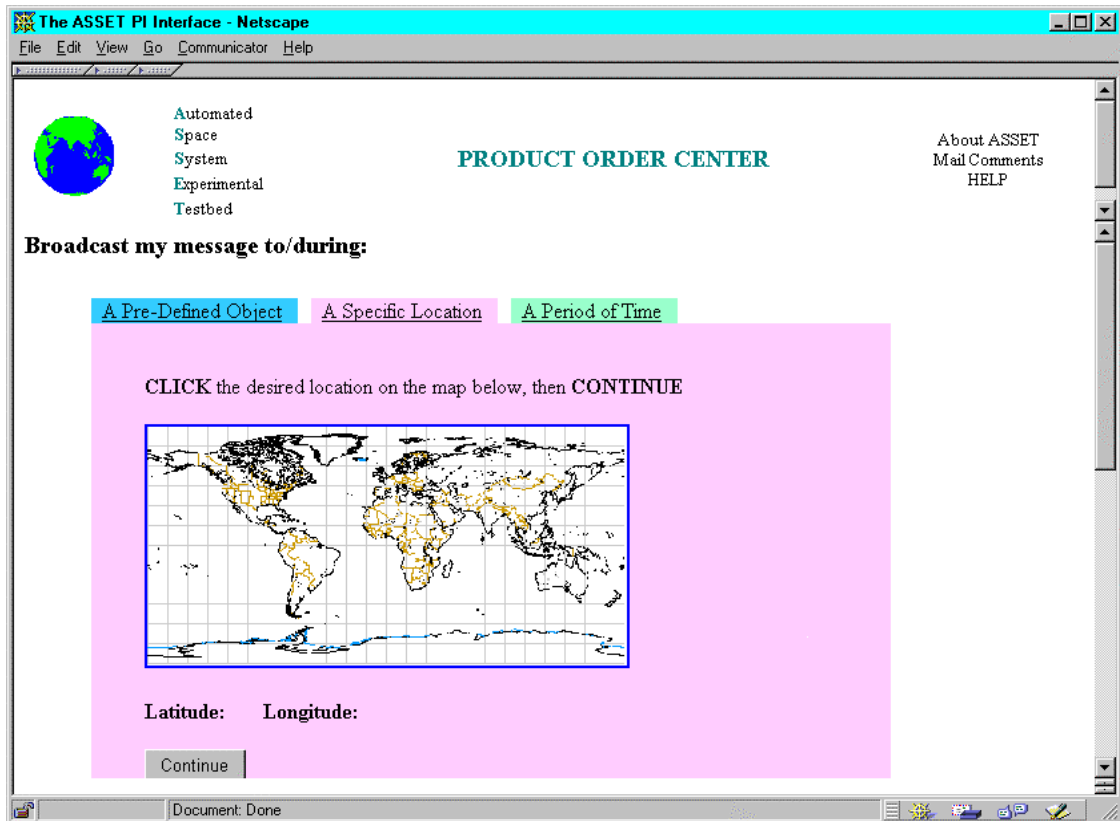 The ASSET PI Interface - Netscape
File Edit View Go Communicator Help
Automated
Space
System
Experimental
Testbed
PRODUCT ORDER CENTER
About ASSET
Mail Comments
HELP
Broadcast my message to/during:
A Pre-Defined Object A Specific Location A Period of Time
CLICK the desired location on the map below, then CONTINUE
Latitude: Longitude:
Continue
Document: Done